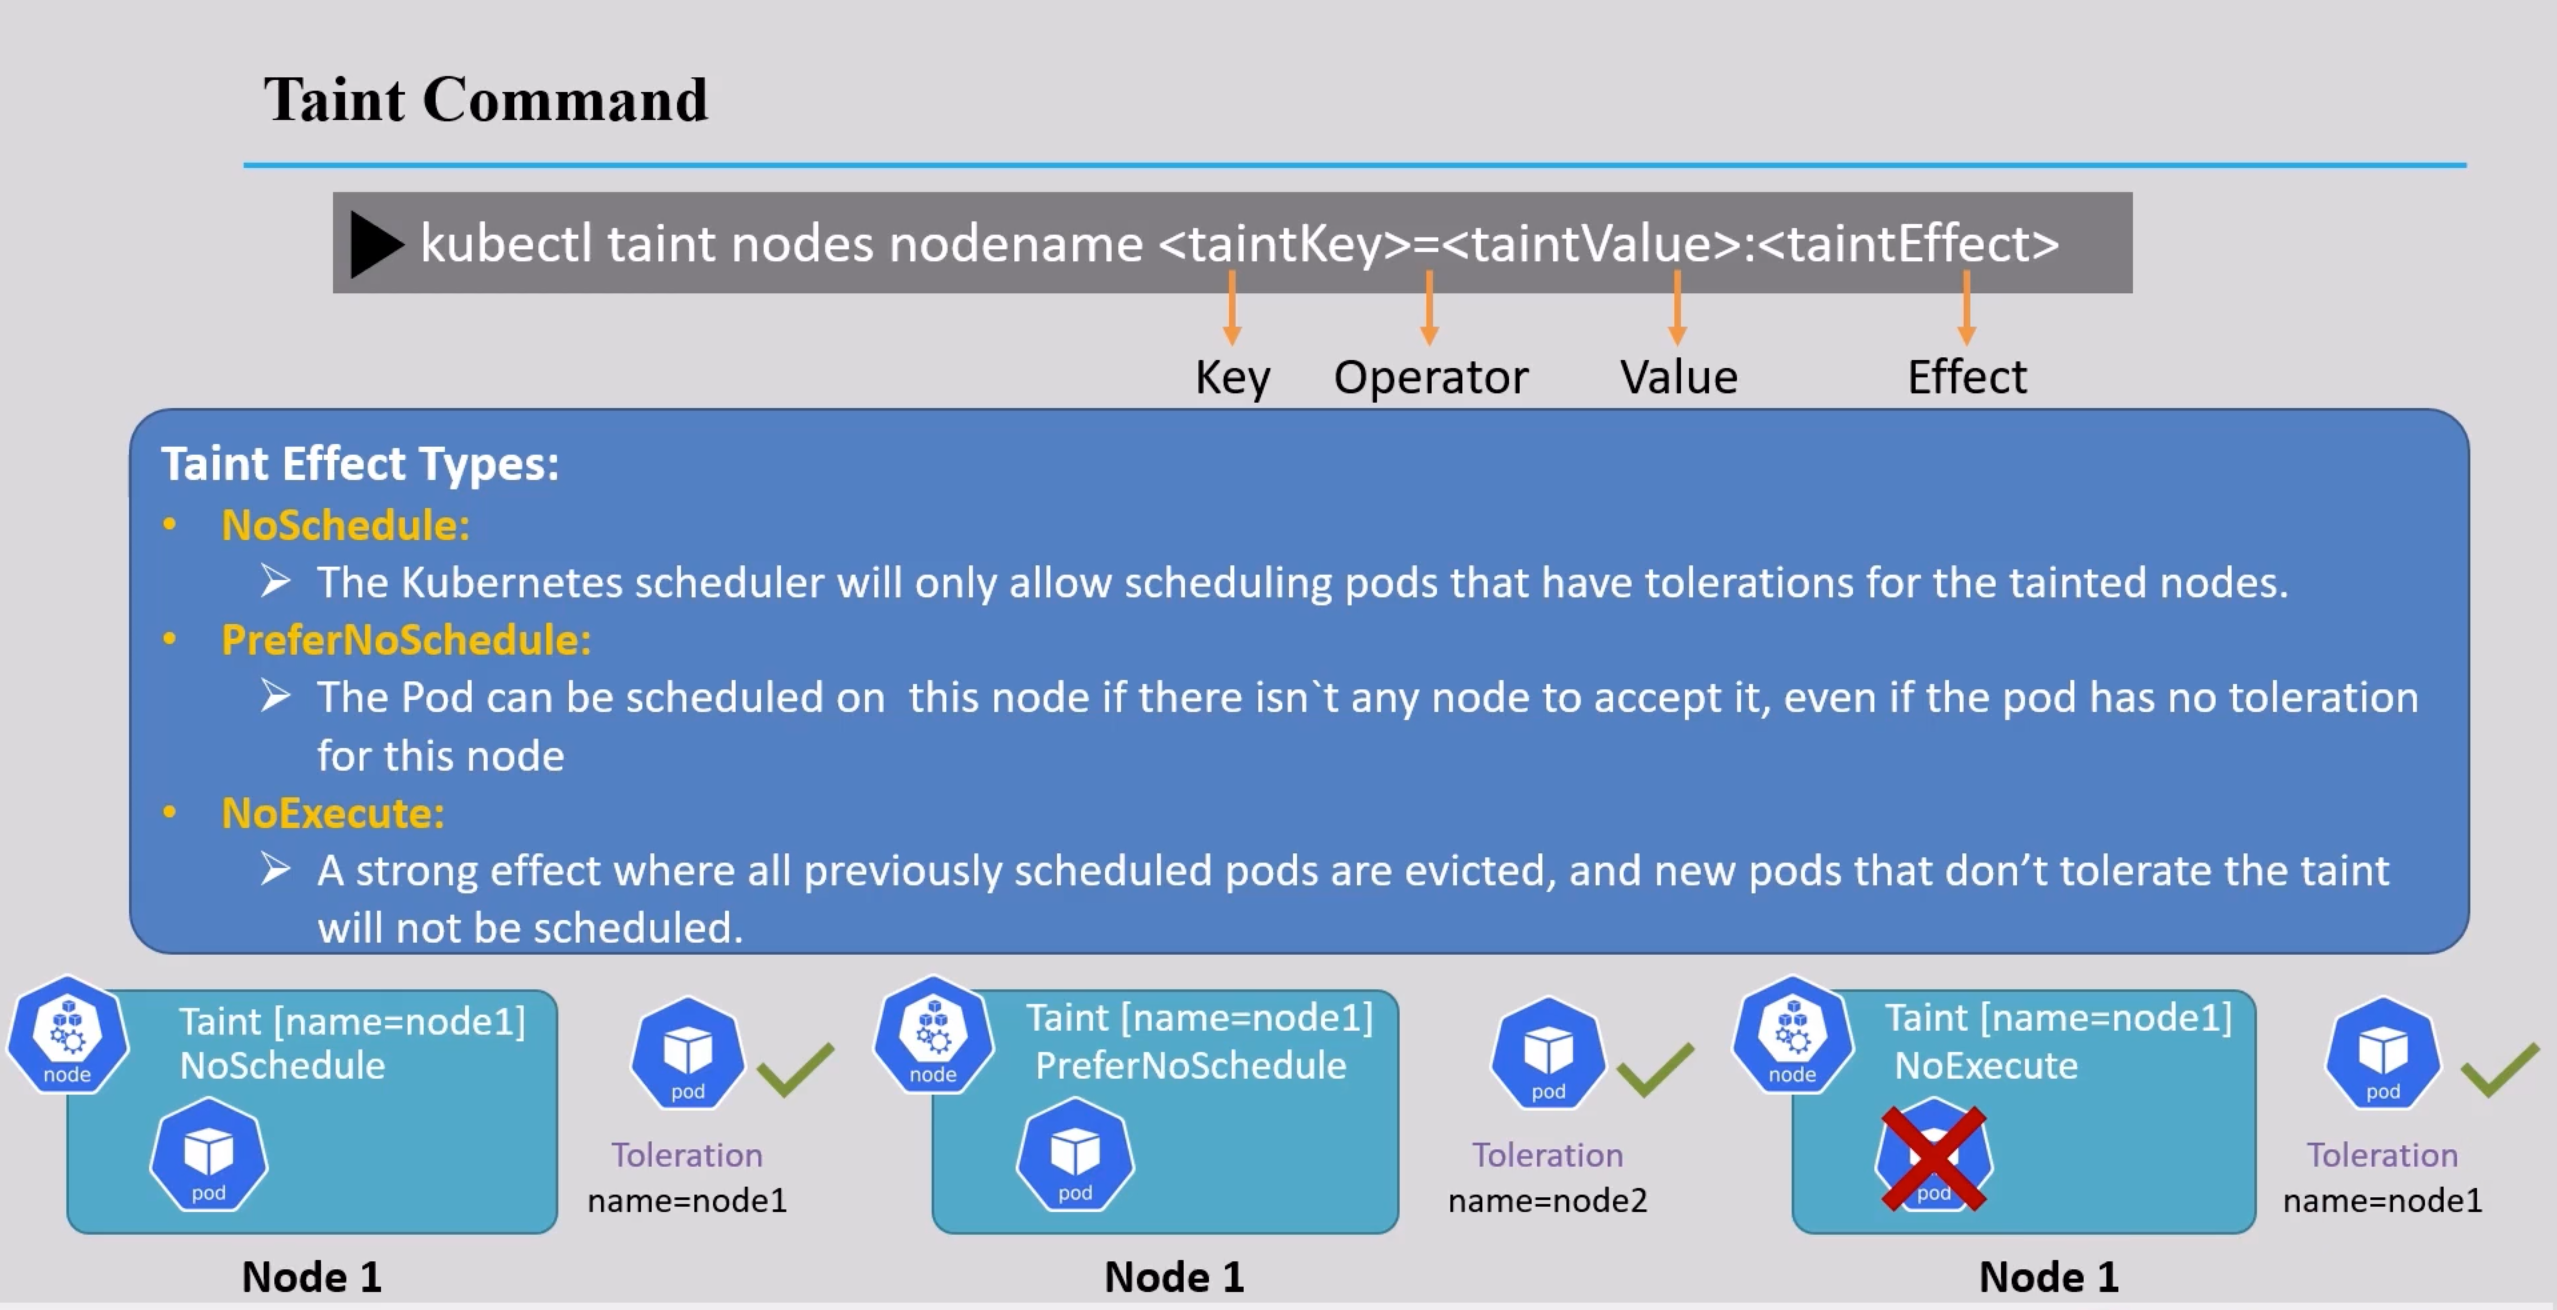 Taint Command
kubectl taint nodes nodename <taintKey>=<taintValue>:<taintEffect>
Key Operator Value Effect
Taint Effect Types:
• NoSchedule:
➢ The Kubernetes scheduler will only allow scheduling pods that have tolerations for the tainted nodes.
• PreferNoSchedule:
➢ The Pod can be scheduled on  this node if there isn`t any node to accept it, even if the pod has no toleration
for this node
• NoExecute:
➢ A strong effect where all previously scheduled pods are evicted, and new pods that don’t tolerate the taint
will not be scheduled.
node
Taint [name=node1]
NoSchedule
pod
pod
Toleration
name=node1
Node 1
node
Taint [name=node1]
PreferNoSchedule
pod
pod
Toleration
name=node2
Node 1
node
Taint [name=node1]
NoExecute
pod
pod
Toleration
name=node1
Node 1